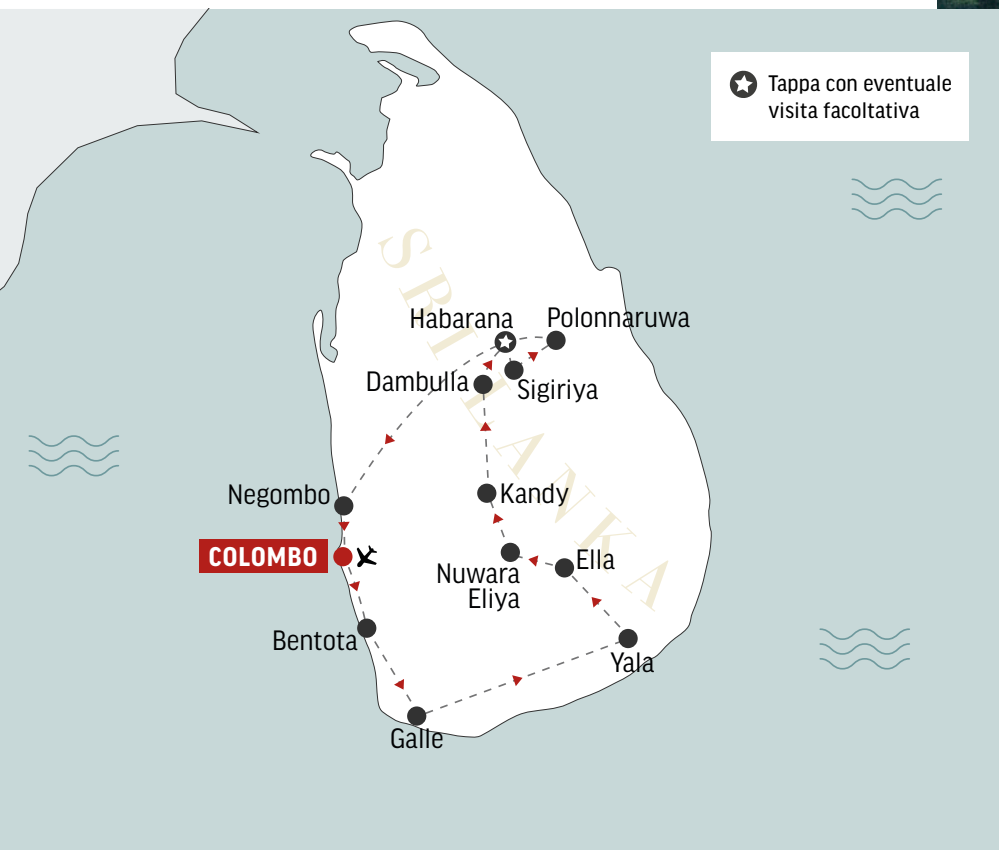 Tappa con eventuale
visita facoltativa
SRI LANKA
Habarana
Polonnaruwa
Dambulla
Sigiriya
Negombo
Kandy
COLOMBO
Ella
Nuwara
Eliya
Bentota
Yala
Galle